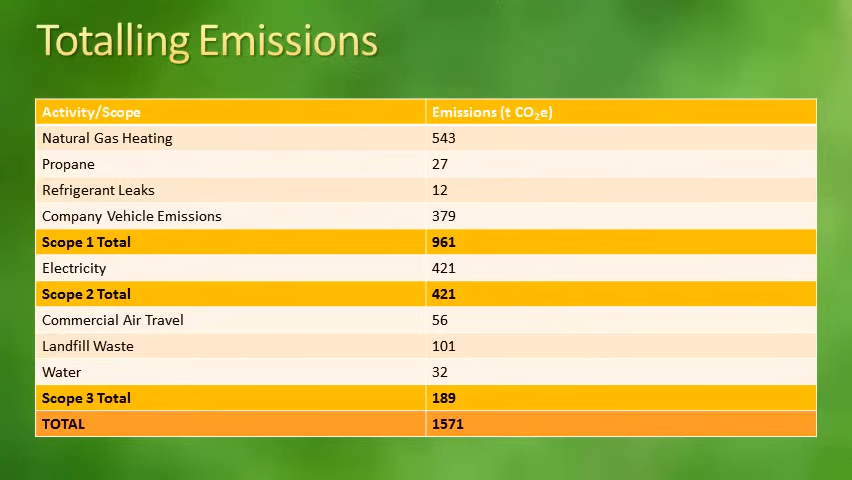 Totalling Emissions
Activity/Scope Emissions (t CO₂e)
Natural Gas Heating 543
Propane 27
Refrigerant Leaks 12
Company Vehicle Emissions 379
Scope 1 Total 961
Electricity 421
Scope 2 Total 421
Commercial Air Travel 56
Landfill Waste 101
Water 32
Scope 3 Total 189
TOTAL 1571